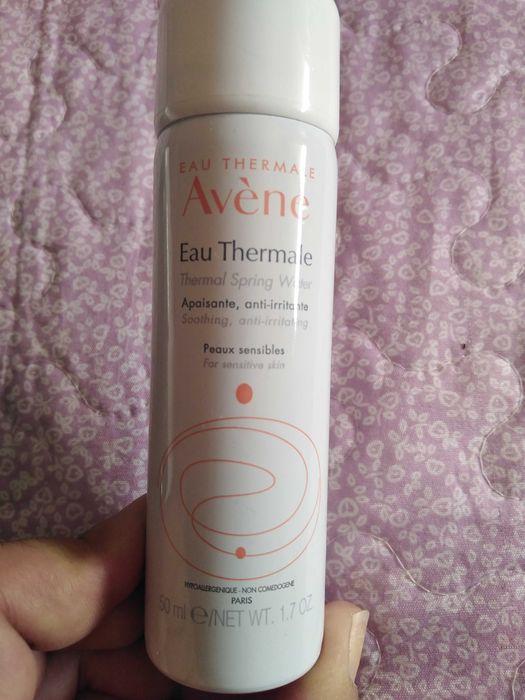 EAU THERMALE
Avène
Eau Thermale
Thermal Spring Water
Apaisante, anti-irritante
Soothing, anti-irritating
Peaux sensibles
For sensitive skin
HYPOALLERGENIQUE - NON COMEDOGENE
PARIS
50 ml ℮/NET WT. 1.7 OZ